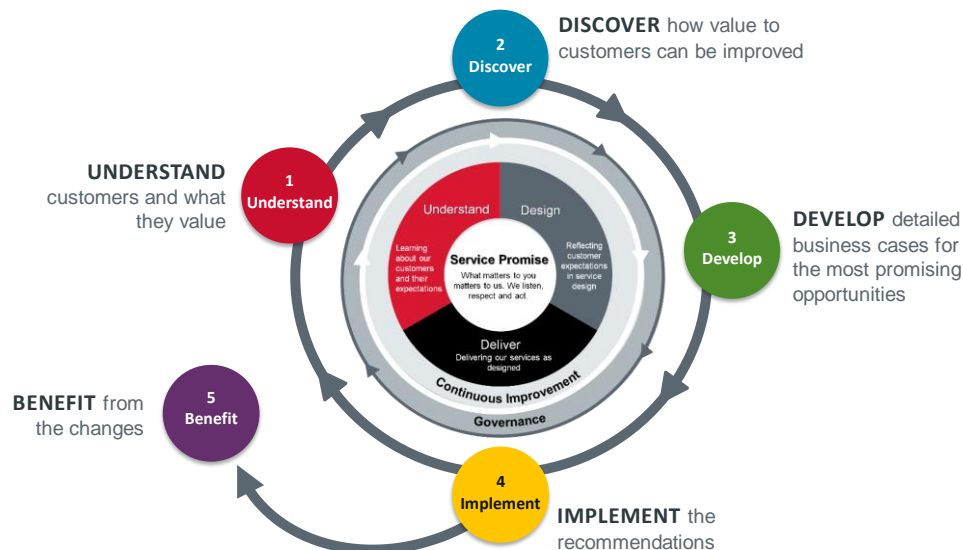 2
Discover
DISCOVER how value to
customers can be improved
1
Understand
UNDERSTAND
customers and what
they value
3
Develop
DEVELOP detailed
business cases for
the most promising
opportunities
Understand
Learning
about our
customers
and their
expectations
Design
Reflecting
customer
expectations
in service
design
Service Promise
What matters to you
matters to us. We listen,
respect and act.
Deliver
Delivering our services as
designed
Continuous Improvement
Governance
5
Benefit
BENEFIT from
the changes
4
Implement
IMPLEMENT the
recommendations